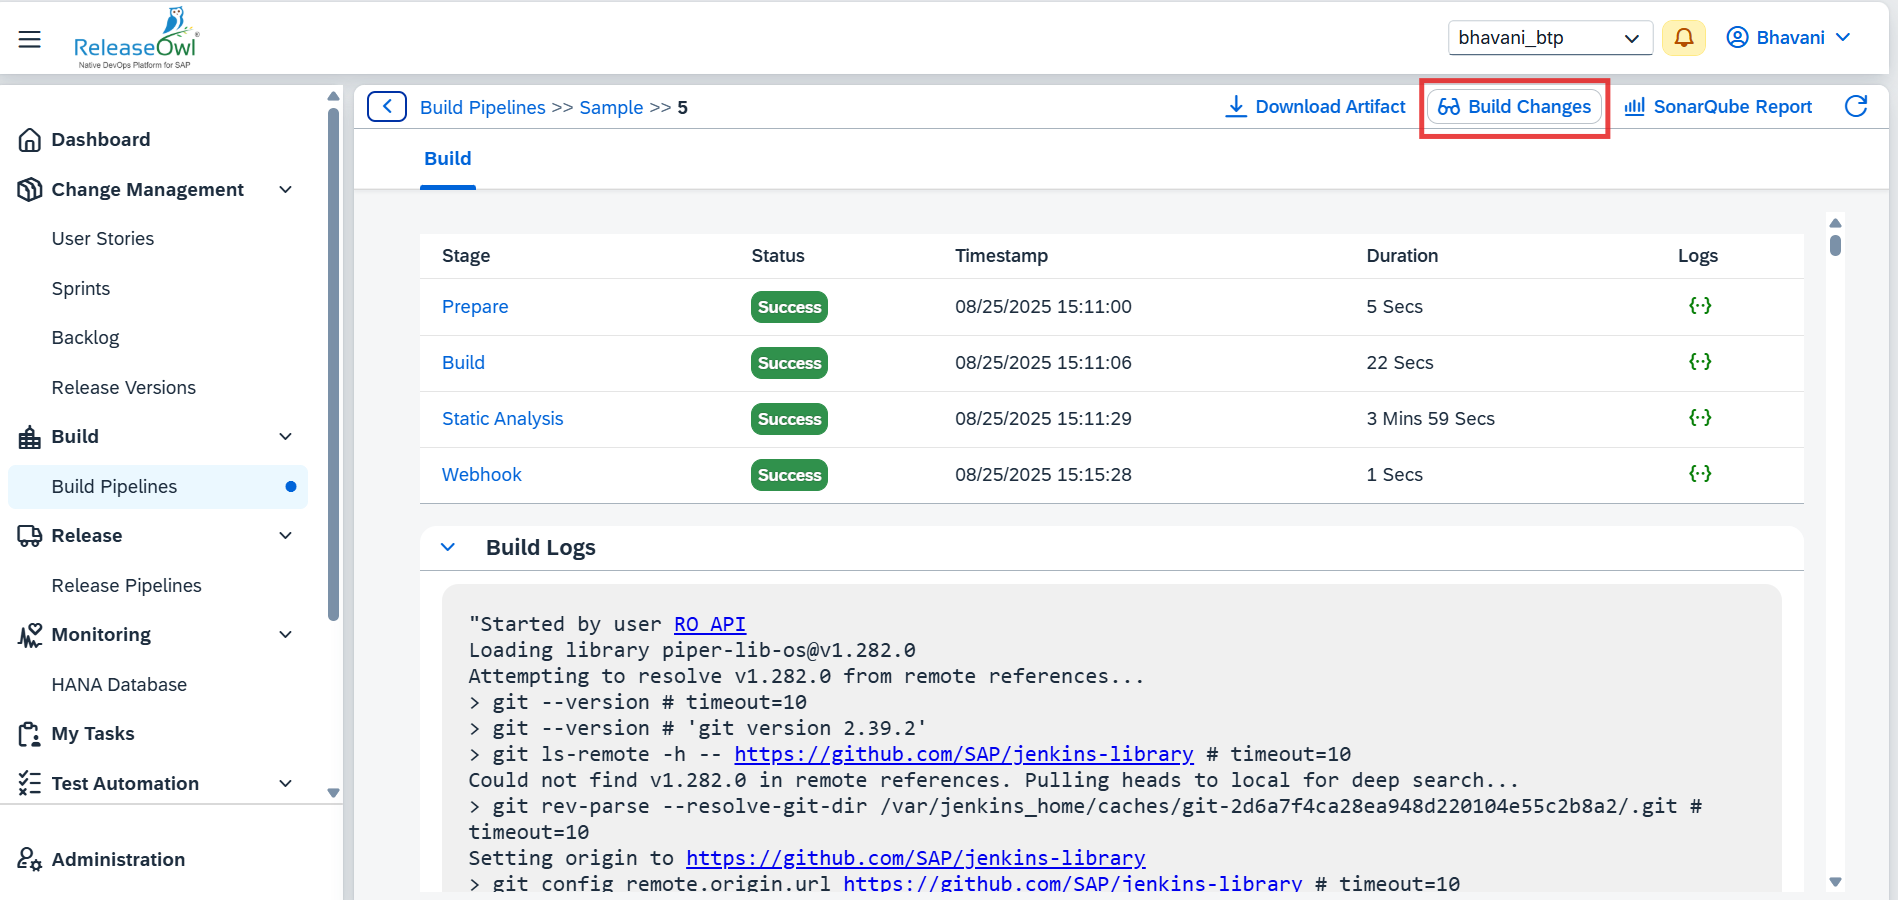 ReleaseOwl®
Native DevOps Platform for SAP
bhavani_btp
Bhavani
Dashboard
Change Management
User Stories
Sprints
Backlog
Release Versions
Build
Build Pipelines
Release
Release Pipelines
Monitoring
HANA Database
My Tasks
Test Automation
Administration
Build Pipelines >> Sample >> 5
Download Artifact
Build Changes
SonarQube Report
Build
Stage Status Timestamp Duration Logs
Prepare Success 08/25/2025 15:11:00 5 Secs {··}
Build Success 08/25/2025 15:11:06 22 Secs {··}
Static Analysis Success 08/25/2025 15:11:29 3 Mins 59 Secs {··}
Webhook Success 08/25/2025 15:15:28 1 Secs {··}
Build Logs
"Started by user RO API
Loading library piper-lib-os@v1.282.0
Attempting to resolve v1.282.0 from remote references...
> git --version # timeout=10
> git --version # 'git version 2.39.2'
> git ls-remote -h -- https://github.com/SAP/jenkins-library # timeout=10
Could not find v1.282.0 in remote references. Pulling heads to local for deep search...
> git rev-parse --resolve-git-dir /var/jenkins_home/caches/git-2d6a7f4ca28ea948d220104e55c2b8a2/.git #
timeout=10
Setting origin to https://github.com/SAP/jenkins-library
> git config remote.origin.url https://github.com/SAP/jenkins-library # timeout=10